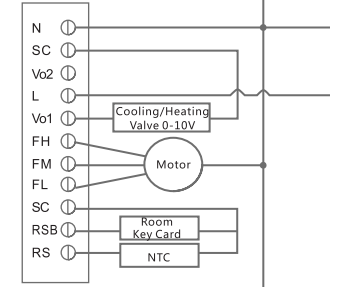 N
SC
Vo2
L
Vo1
Cooling/Heating
Valve 0-10V
FH
FM
Motor
FL
SC
RSB
Room
Key Card
RS
NTC